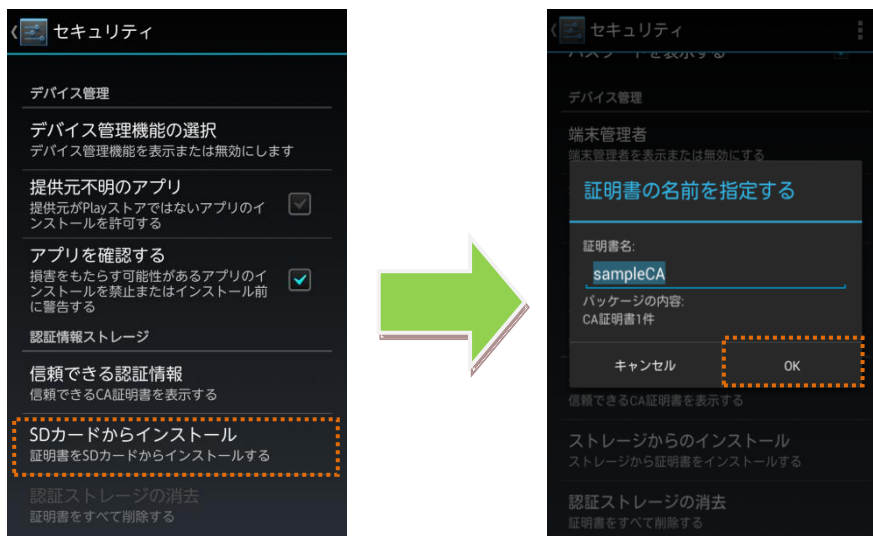 セキュリティ
デバイス管理
デバイス管理機能の選択
デバイス管理機能を表示または無効にします
提供元不明のアプリ
提供元がPlayストアではないアプリのイ
ンストールを許可する
アプリを確認する
損害をもたらす可能性があるアプリのイ
ンストールを禁止またはインストール前
に警告する
認証情報ストレージ
信頼できる認証情報
信頼できるCA証明書を表示する
SDカードからインストール
証明書をSDカードからインストールする
認証ストレージの消去
証明書をすべて削除する
セキュリティ
パスワードを表示する
デバイス管理
端末管理者
端末管理者を表示または無効にする
証明書の名前を指定する
証明書名:
sampleCA
パッケージの内容:
CA証明書1件
キャンセル
OK
信頼できるCA証明書を表示する
ストレージからのインストール
ストレージから証明書をインストールする
認証ストレージの消去
証明書をすべて削除する